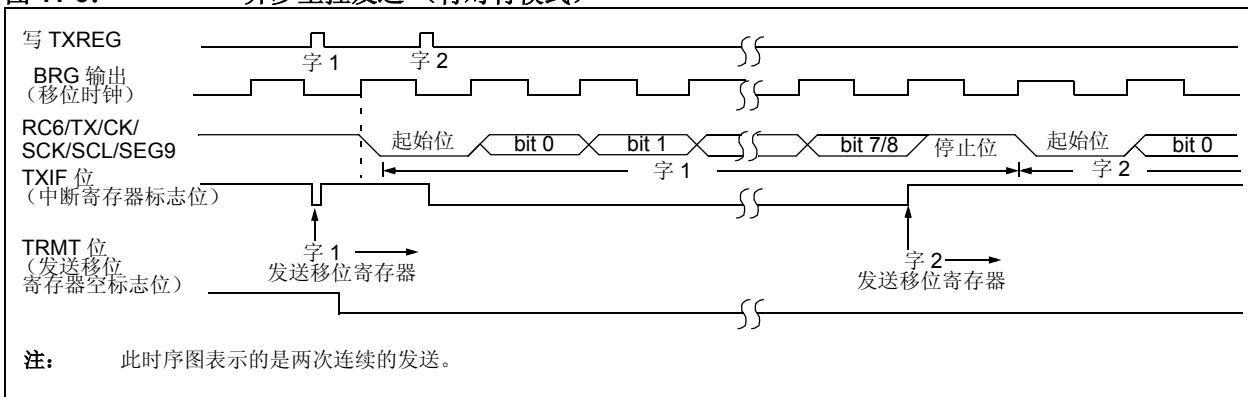 写 TXREG
字 1
字 2
BRG 输出
（移位时钟）
RC6/TX/CK/
SCK/SCL/SEG9
起始位
bit 0
bit 1
bit 7/8
停止位
起始位
bit 0
字 1
字 2
TXIF 位
（中断寄存器标志位）
字 1
发送移位寄存器
字 2
发送移位寄存器
TRMT 位
（发送移位
寄存器空标志位）
注： 此时序图表示的是两次连续的发送。